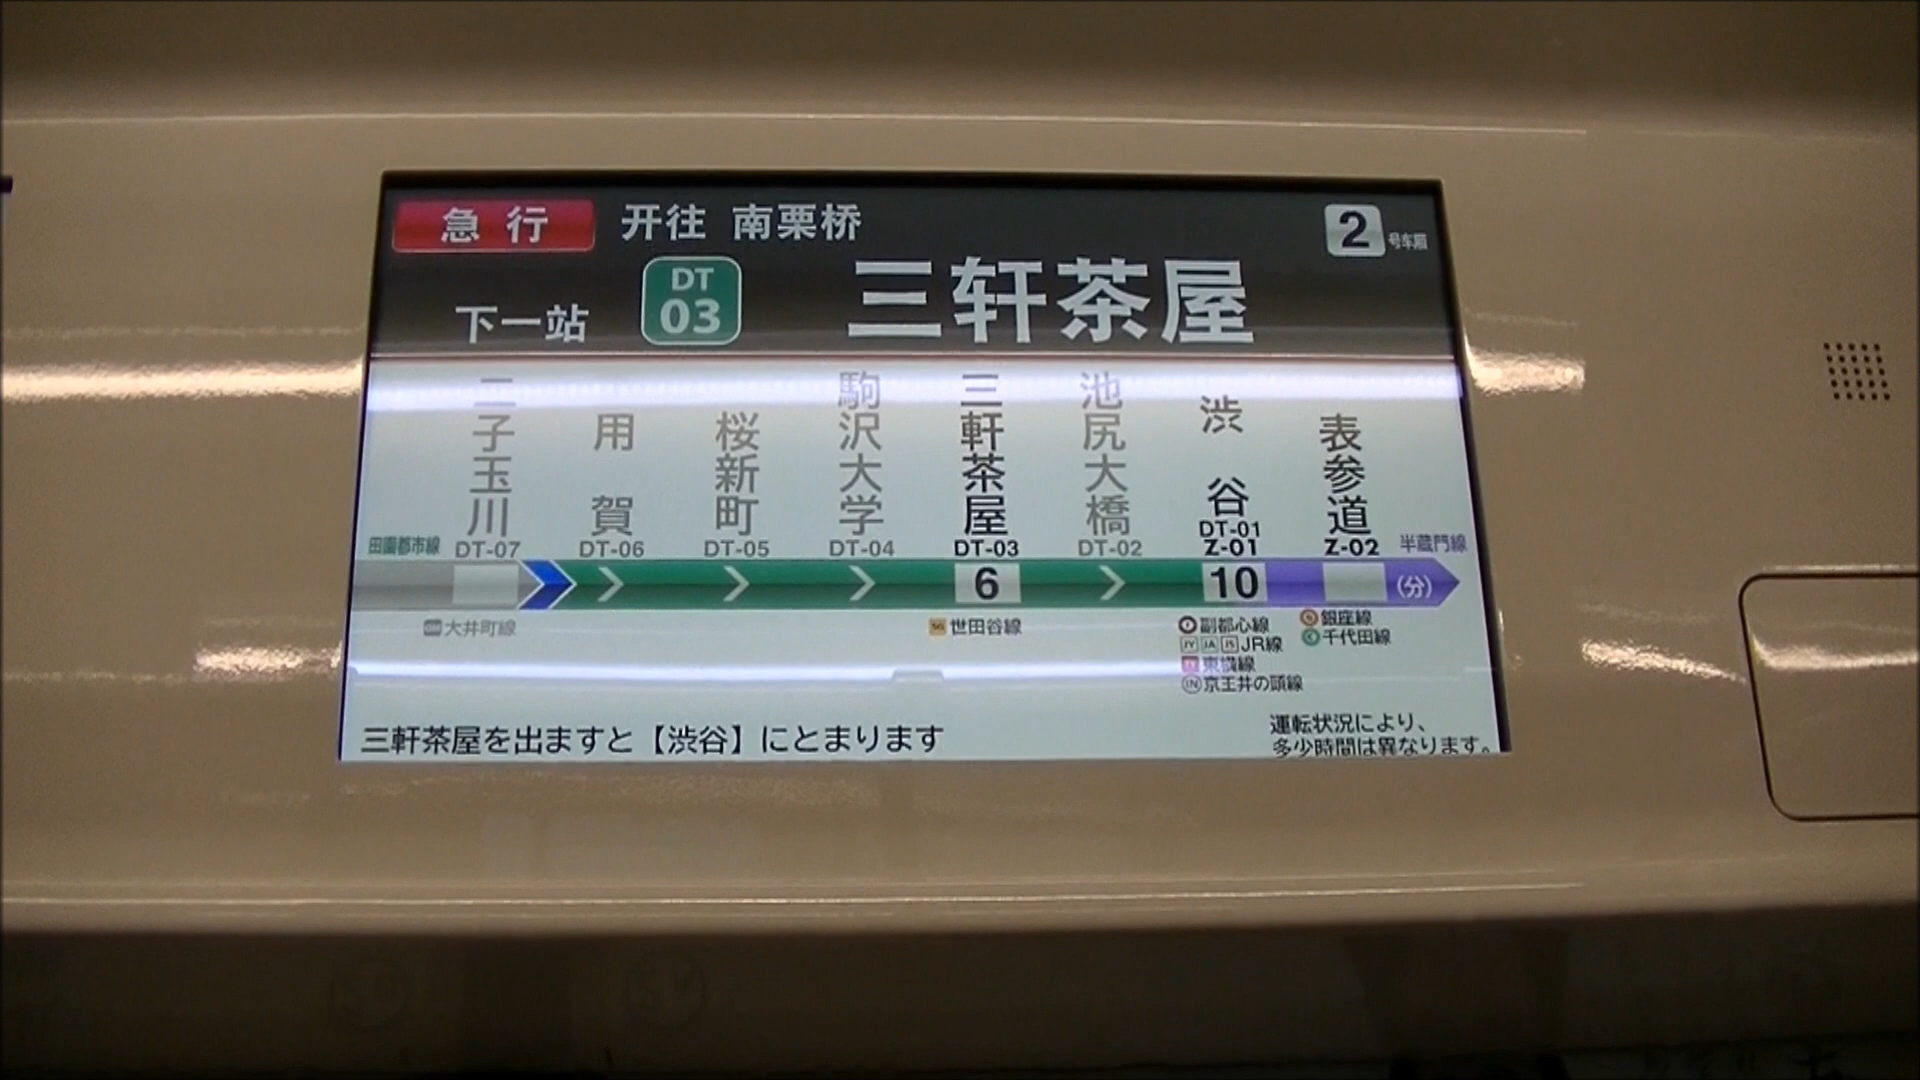 急行 开往 南栗桥
2号车厢
下一站 DT 03 三轩茶屋
二子玉川
用賀
桜新町
駒沢大学
三軒茶屋
池尻大橋
渋谷
表参道
田園都市線 DT-07 DT-06 DT-05 DT-04 DT-03 DT-02 DT-01 Z-01 Z-02 半蔵門線
6 10 (分)
大井町線
SG 世田谷線
副都心線
JY JA JS JR線
TY 東横線
IN 京王井の頭線
G 銀座線
C 千代田線
三軒茶屋を出ますと【渋谷】にとまります
運転状況により、
多少時間は異なります。